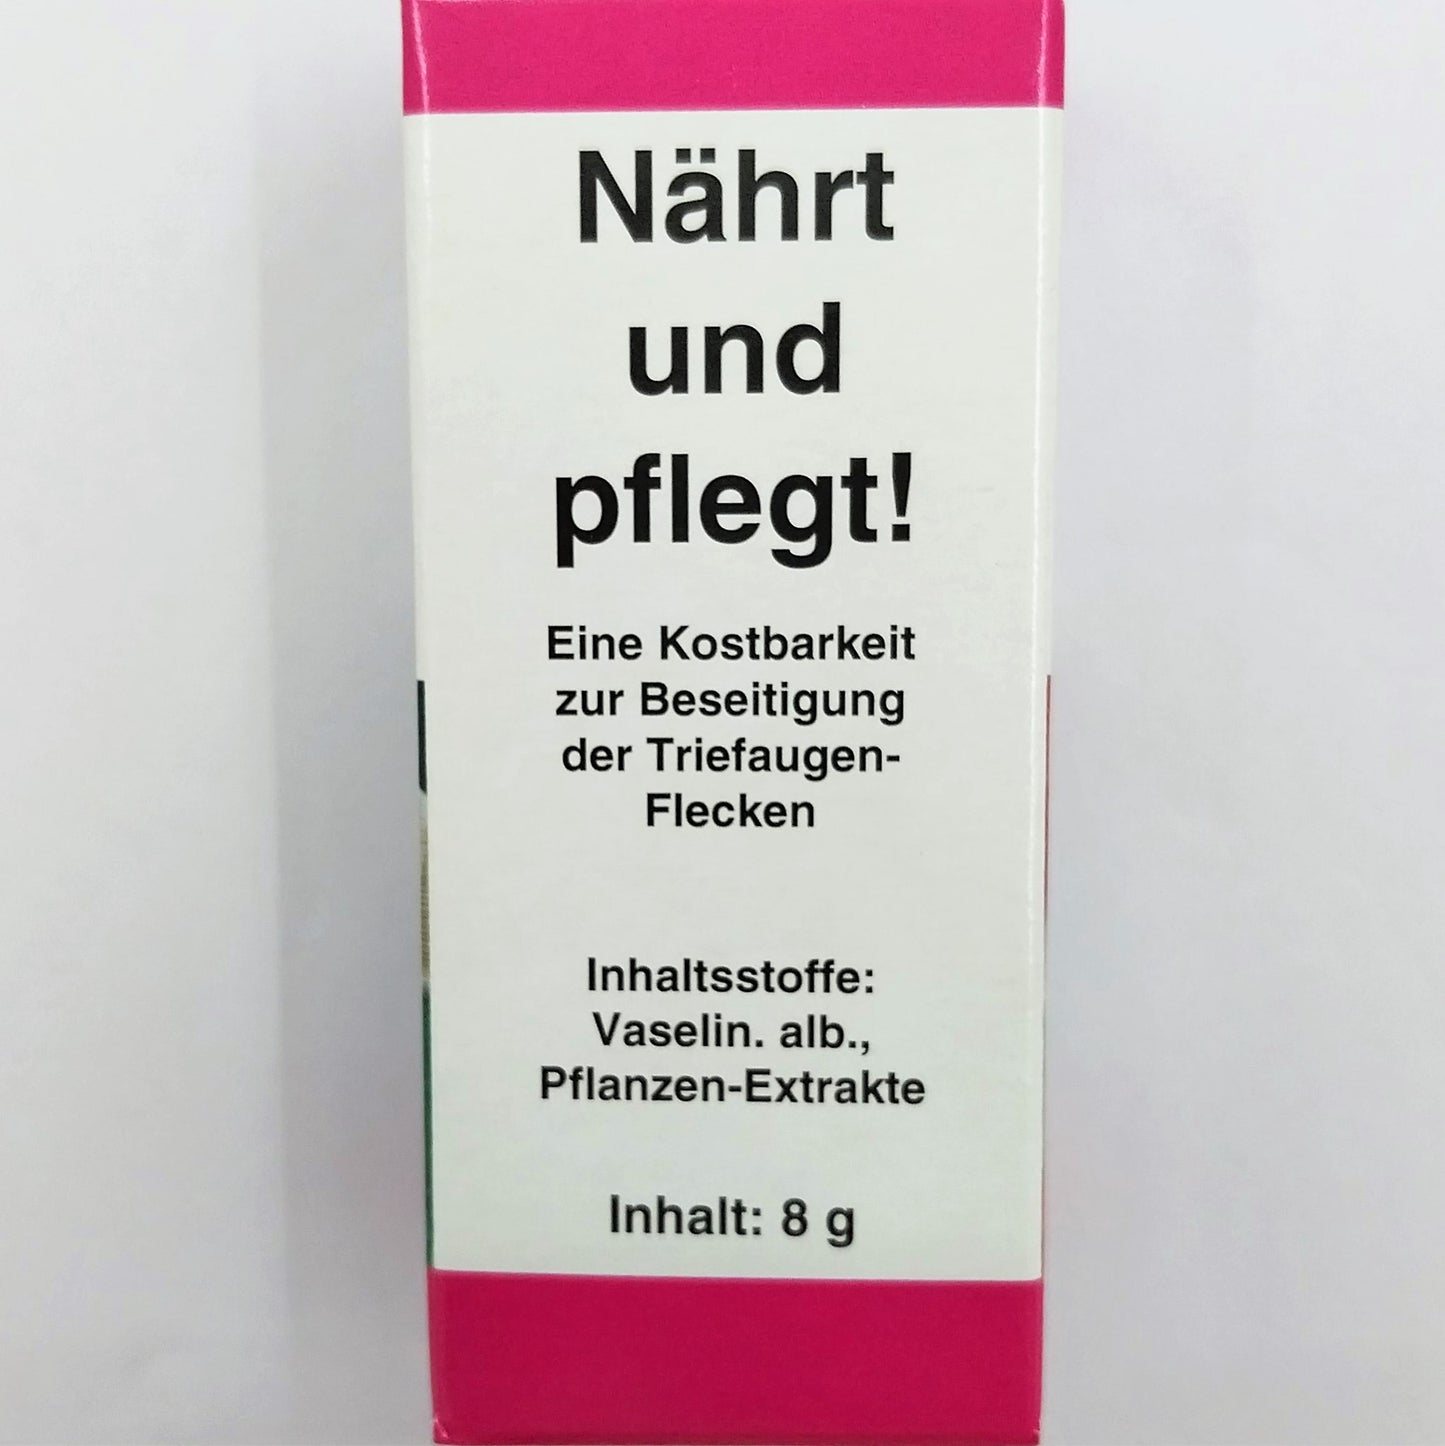 Nährt
und
pflegt!
Eine Kostbarkeit
zur Beseitigung
der Triefaugen-
Flecken
Inhaltsstoffe:
Vaselin. alb.,
Pflanzen-Extrakte
Inhalt: 8 g